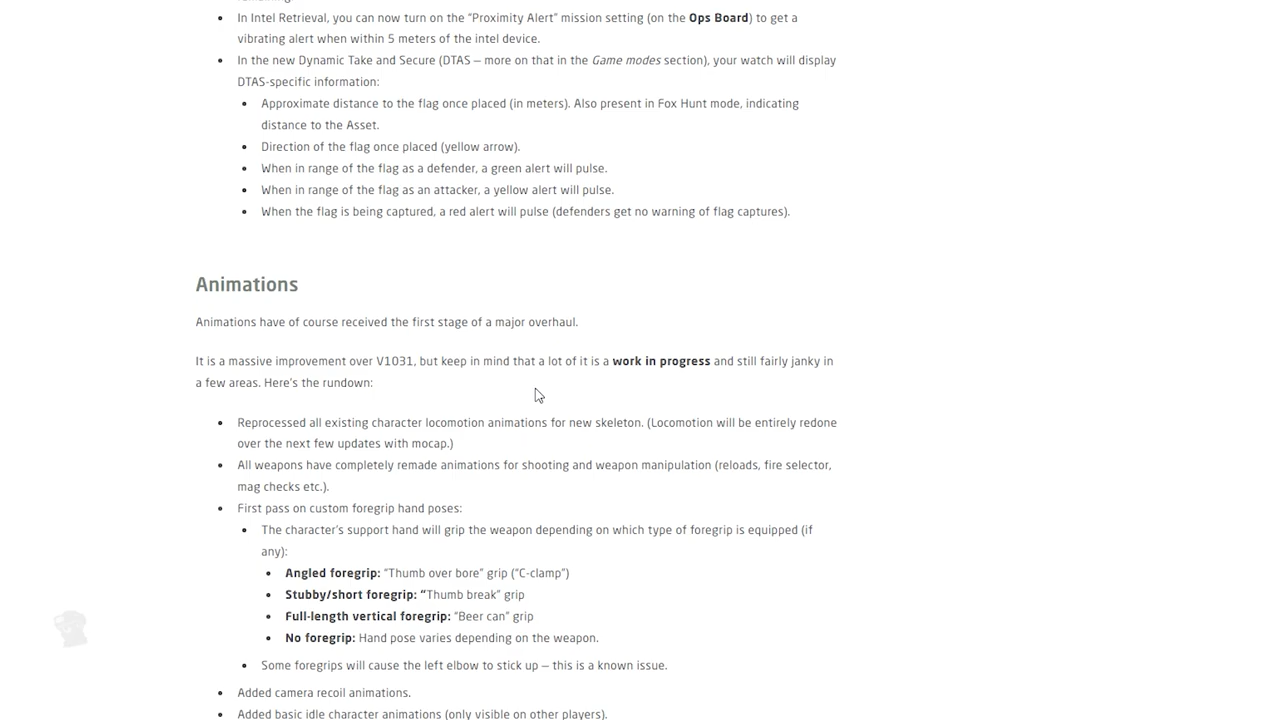 In Intel Retrieval, you can now turn on the “Proximity Alert” mission setting (on the Ops Board) to get a
vibrating alert when within 5 meters of the intel device.
In the new Dynamic Take and Secure (DTAS – more on that in the Game modes section), your watch will display
DTAS-specific information:
Approximate distance to the flag once placed (in meters). Also present in Fox Hunt mode, indicating
distance to the Asset.
Direction of the flag once placed (yellow arrow).
When in range of the flag as a defender, a green alert will pulse.
When in range of the flag as an attacker, a yellow alert will pulse.
When the flag is being captured, a red alert will pulse (defenders get no warning of flag captures).
Animations
Animations have of course received the first stage of a major overhaul.
It is a massive improvement over V1031, but keep in mind that a lot of it is a work in progress and still fairly janky in
a few areas. Here's the rundown:
Reprocessed all existing character locomotion animations for new skeleton. (Locomotion will be entirely redone
over the next few updates with mocap.)
All weapons have completely remade animations for shooting and weapon manipulation (reloads, fire selector,
mag checks etc.).
First pass on custom foregrip hand poses:
The character's support hand will grip the weapon depending on which type of foregrip is equipped (if
any):
Angled foregrip: “Thumb over bore” grip (“C-clamp”)
Stubby/short foregrip: “Thumb break” grip
Full-length vertical foregrip: “Beer can” grip
No foregrip: Hand pose varies depending on the weapon.
Some foregrips will cause the left elbow to stick up – this is a known issue.
Added camera recoil animations.
Added basic idle character animations (only visible on other players).